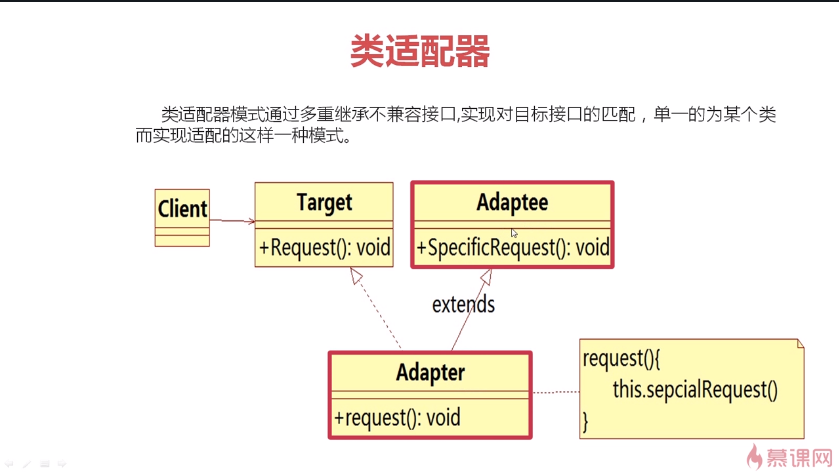 类适配器
类适配器模式通过多重继承不兼容接口,实现对目标接口的匹配，单一的为某个类
而实现适配的这样一种模式。
Client
Target
+Request(): void
Adaptee
+SpecificRequest(): void
extends
Adapter
+request(): void
request(){
this.sepcialRequest()
}
慕课网